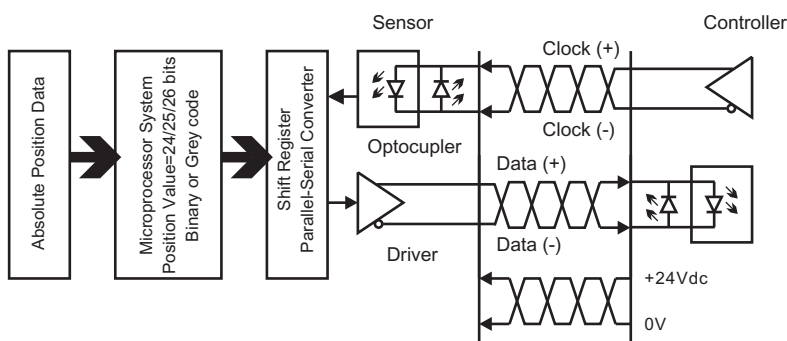 Sensor
Controller
Absolute Position Data
Microprocessor System
Position Value=24/25/26 bits
Binary or Grey code
Shift Register
Parallel-Serial Converter
Clock (+)
Clock (-)
Optocupler
Data (+)
Data (-)
Driver
+24Vdc
0V